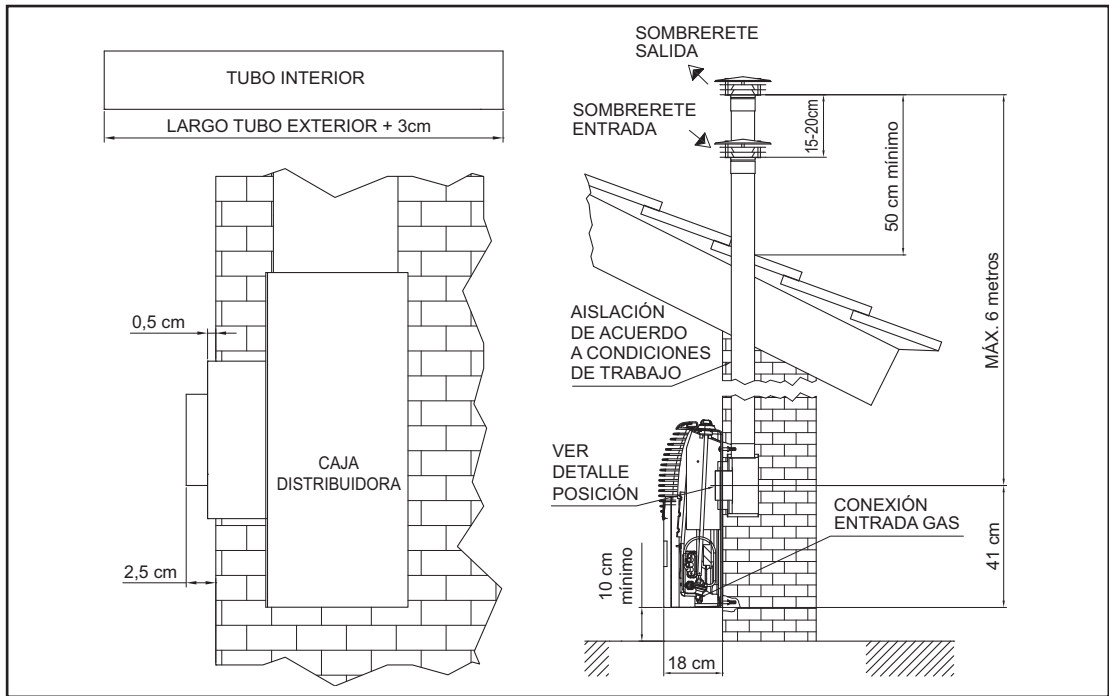 TUBO INTERIOR
LARGO TUBO EXTERIOR + 3cm
0,5 cm
CAJA
DISTRIBUIDORA
2,5 cm
SOMBRERETE
SALIDA
SOMBRERETE
ENTRADA
15-20cm
50 cm mínimo
MÁX. 6 metros
AISLACIÓN
DE ACUERDO
A CONDICIONES
DE TRABAJO
VER
DETALLE
POSICIÓN
CONEXIÓN
ENTRADA GAS
41 cm
10 cm
mínimo
18 cm